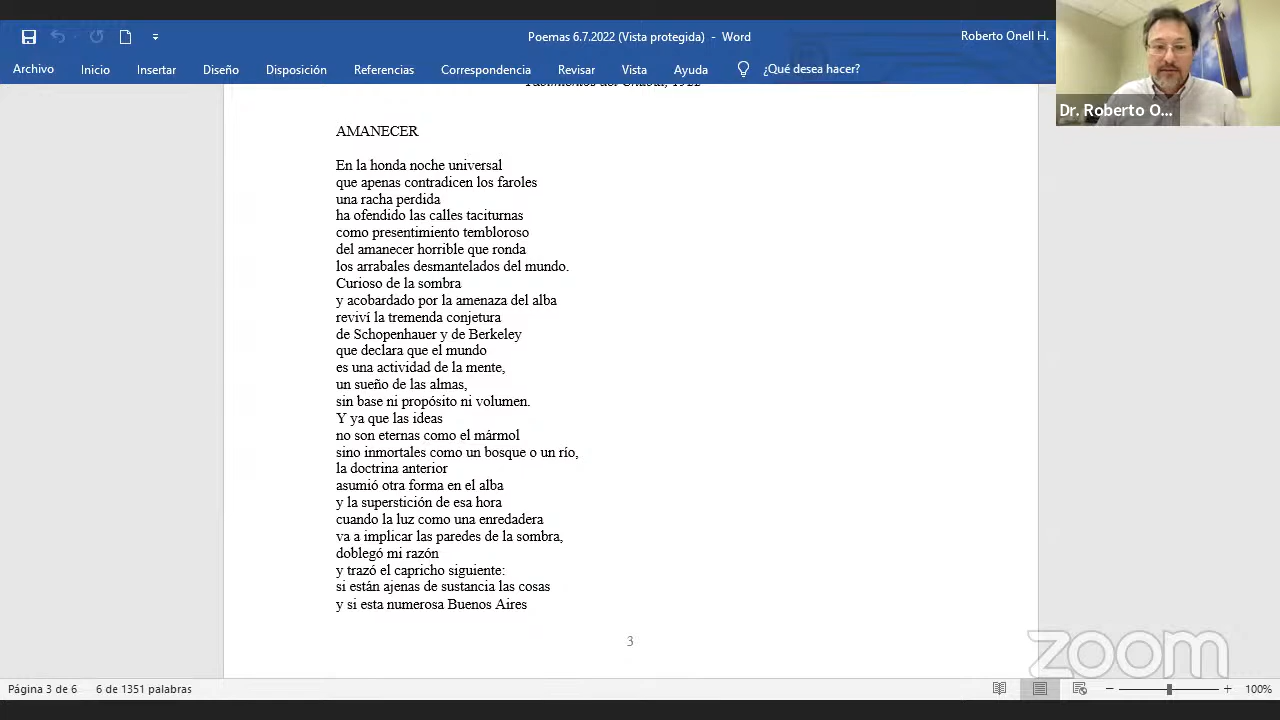 Poemas 6.7.2022 (Vista protegida) - Word
Roberto Onell H.
Archivo Inicio Insertar Diseño Disposición Referencias Correspondencia Revisar Vista Ayuda ¿Qué desea hacer?
Dr. Roberto O...
AMANECER
En la honda noche universal
que apenas contradicen los faroles
una racha perdida
ha ofendido las calles taciturnas
como presentimiento tembloroso
del amanecer horrible que ronda
los arrabales desmantelados del mundo.
Curioso de la sombra
y acobardado por la amenaza del alba
reviví la tremenda conjetura
de Schopenhauer y de Berkeley
que declara que el mundo
es una actividad de la mente,
un sueño de las almas,
sin base ni propósito ni volumen.
Y ya que las ideas
no son eternas como el mármol
sino inmortales como un bosque o un río,
la doctrina anterior
asumió otra forma en el alba
y la superstición de esa hora
cuando la luz como una enredadera
va a implicar las paredes de la sombra,
doblegó mi razón
y trazó el capricho siguiente:
si están ajenas de sustancia las cosas
y si esta numerosa Buenos Aires
3
zoom
Página 3 de 6 6 de 1351 palabras
100%